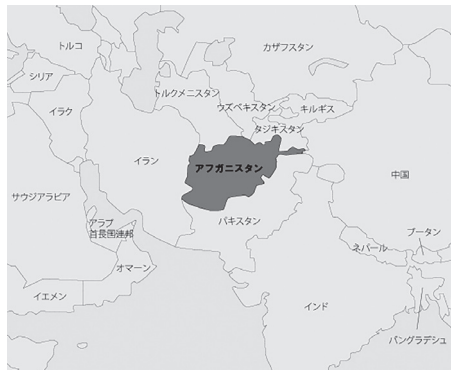 トルコ
カザフスタン
シリア
トルクメニスタン
ウズベキスタン
キルギス
イラク
タジキスタン
イラン
アフガニスタン
中国
サウジアラビア
パキスタン
アラブ
首長国連邦
ブータン
ネパール
オマーン
イエメン
インド
バングラデシュ